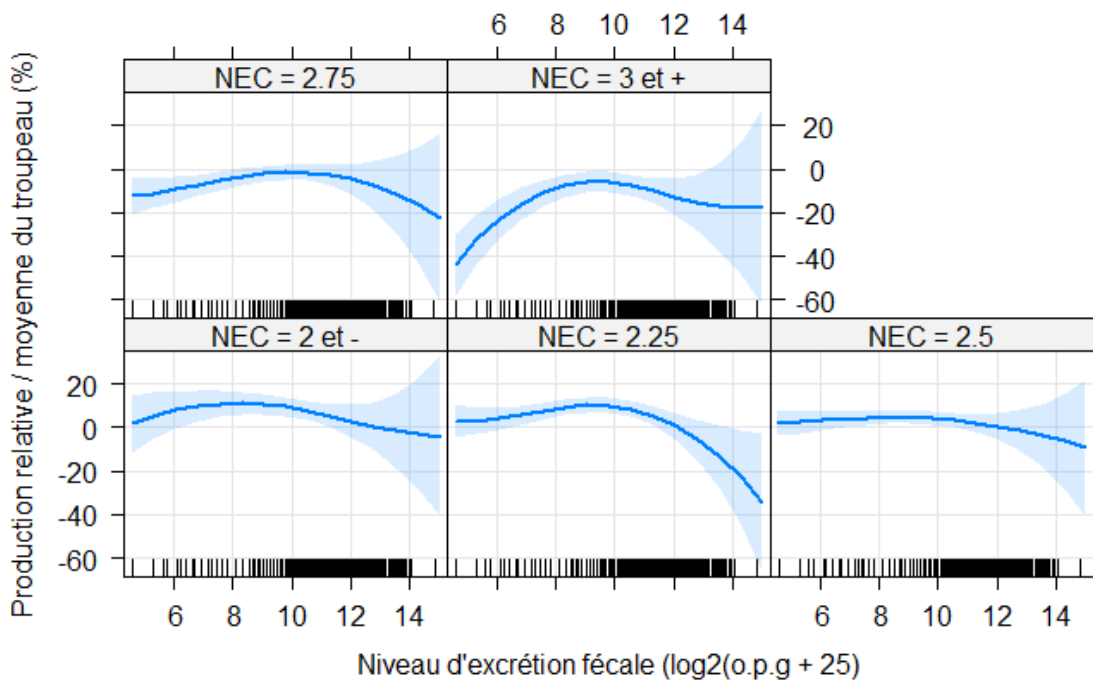 6 8 10 12 14
NEC = 2.75
NEC = 3 et +
20
0
-20
-40
-60
NEC = 2 et -
NEC = 2.25
NEC = 2.5
20
0
-20
-40
-60
6 8 10 12 14
6 8 10 12 14
Niveau d'excrétion fécale (log2(o.p.g + 25)
Production relative / moyenne du troupeau (%)